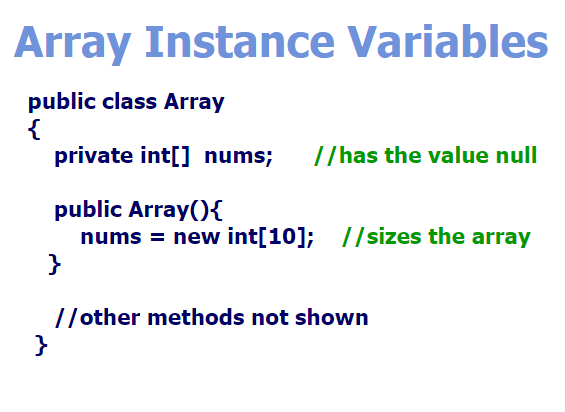 Array Instance Variables
public class Array
{
private int[]  nums;      //has the value null
public Array(){
nums = new int[10];    //sizes the array
}
//other methods not shown
}